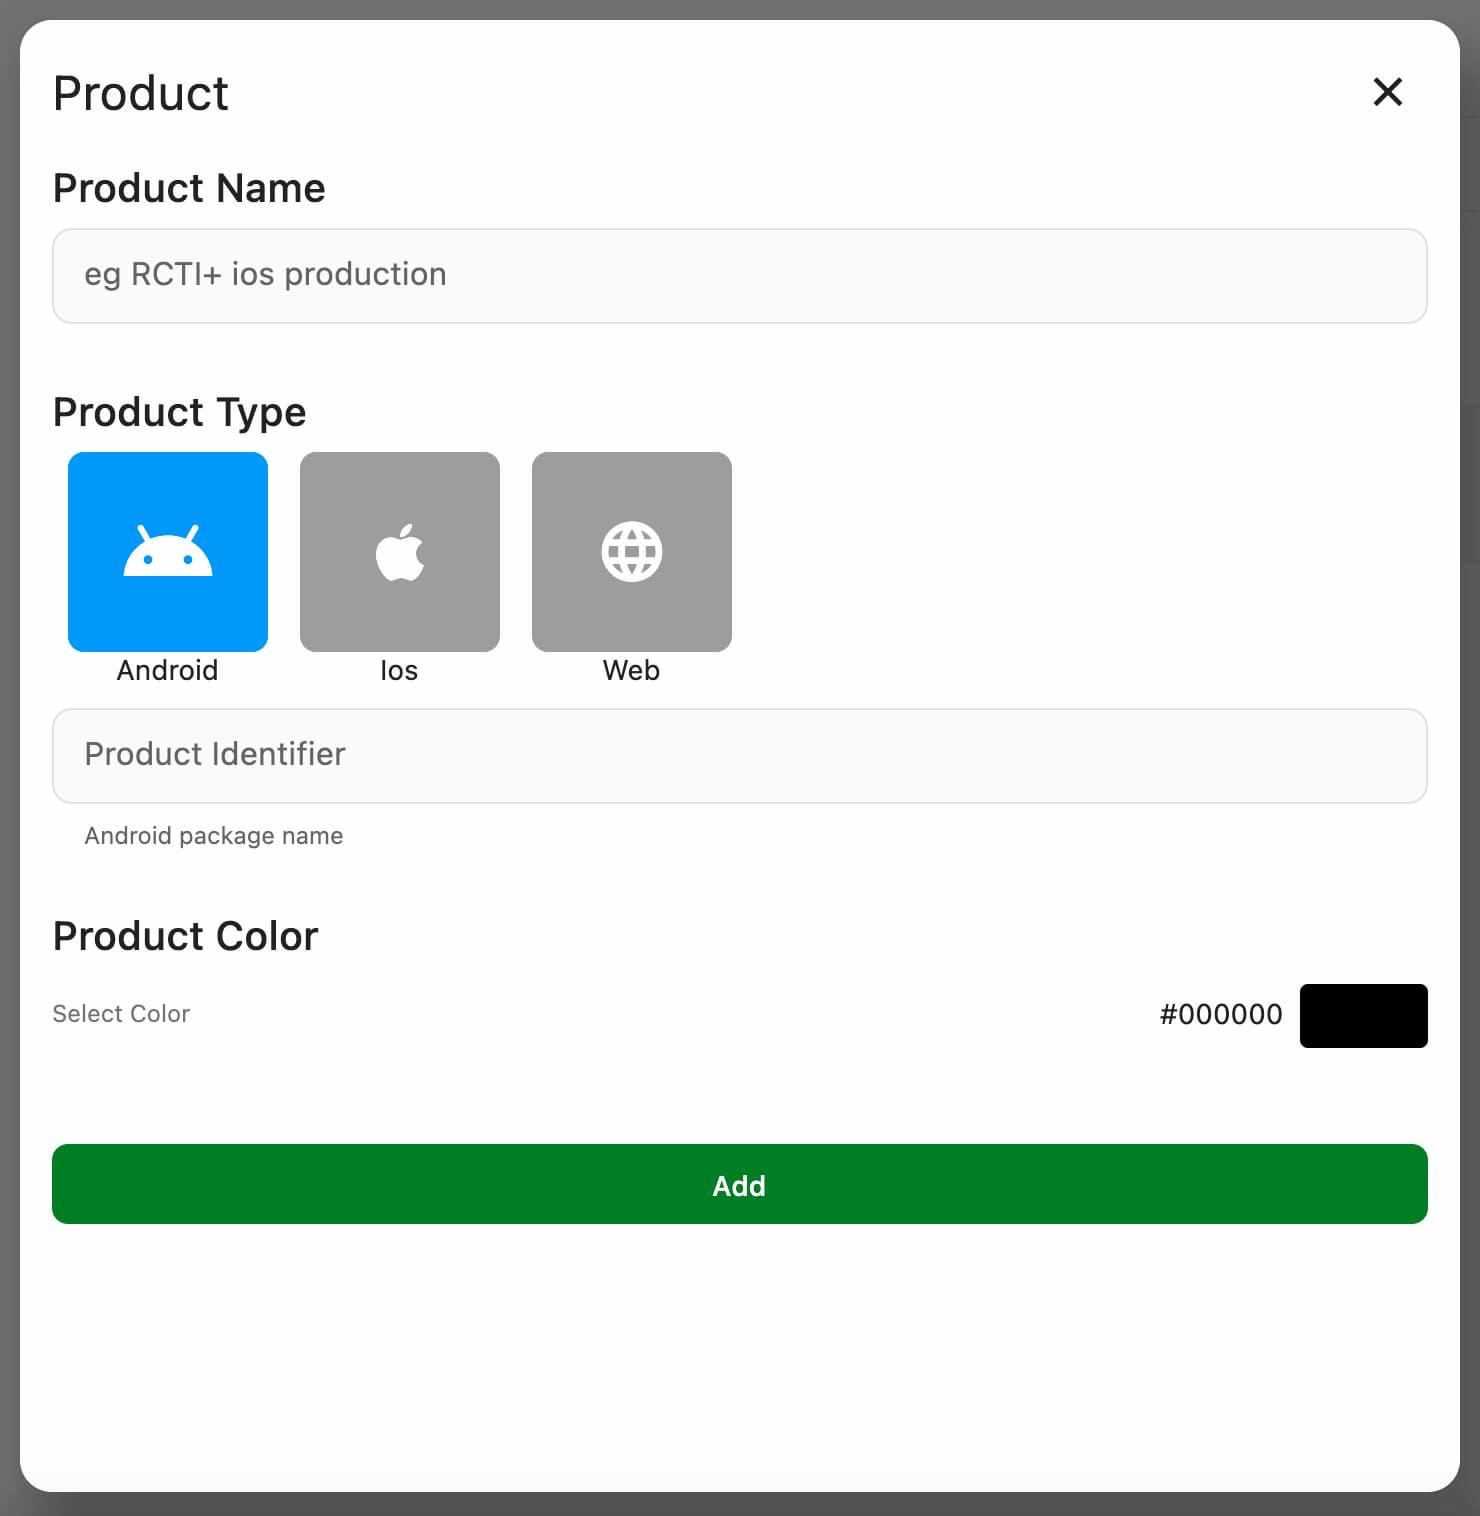 Product
Product Name
eg RCTI+ ios production
Product Type
Android
Ios
Web
Product Identifier
Android package name
Product Color
Select Color
#000000
Add